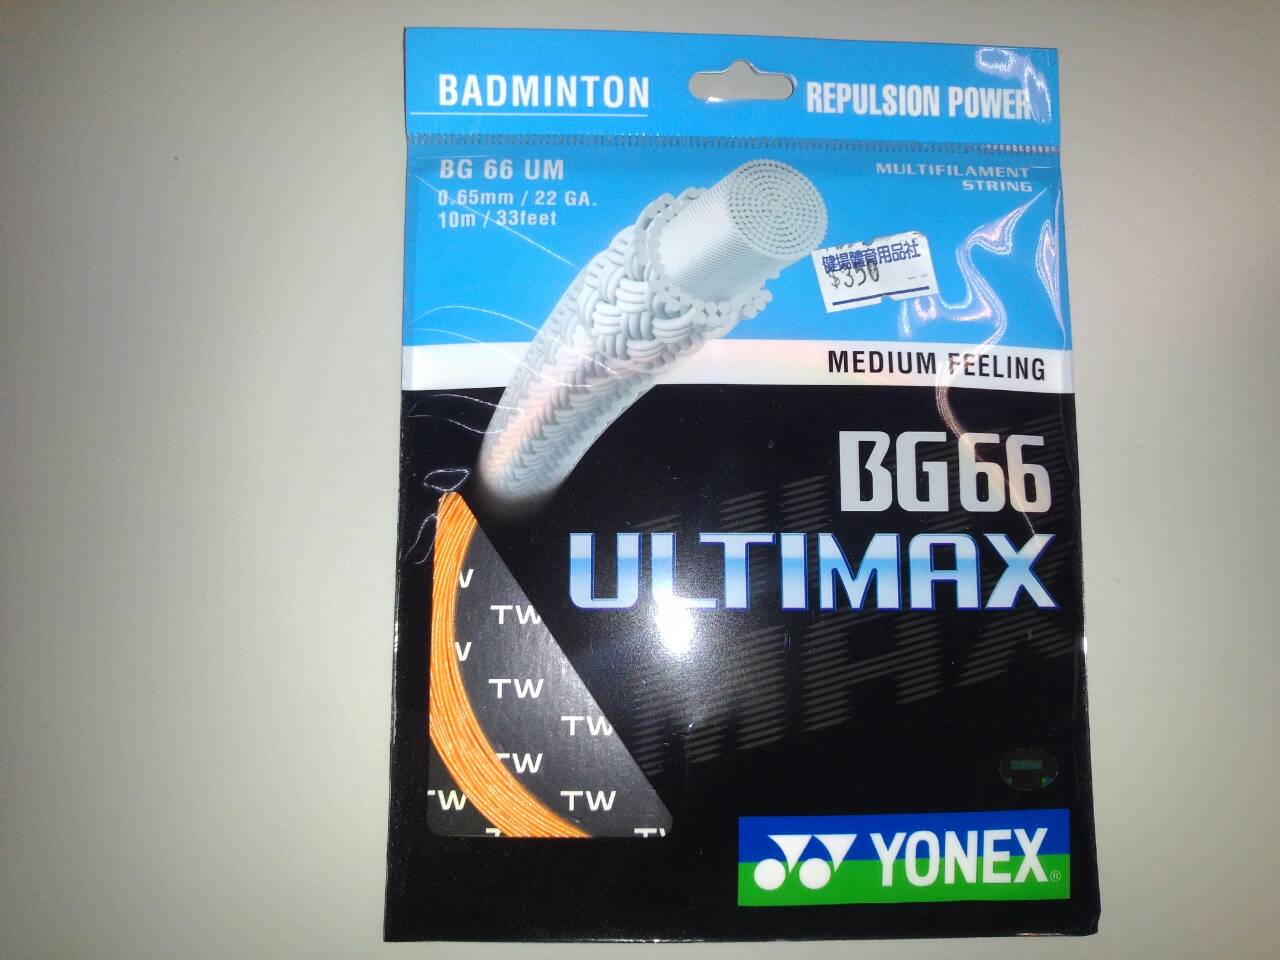 BADMINTON
REPULSION POWER
BG 66 UM
0.65mm / 22 GA.
10m / 33feet
MULTIFILAMENT
STRING
健揚體育用品社
$350
MEDIUM FEELING
BG66
ULTIMAX
TW
TW
TW
TW
TW
TW
YONEX®